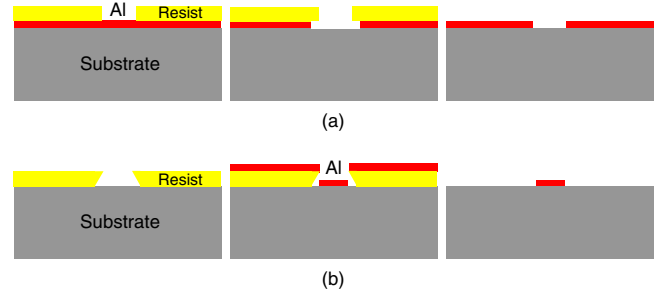 Al Resist
Substrate
(a)
Al
Resist
Substrate
(b)